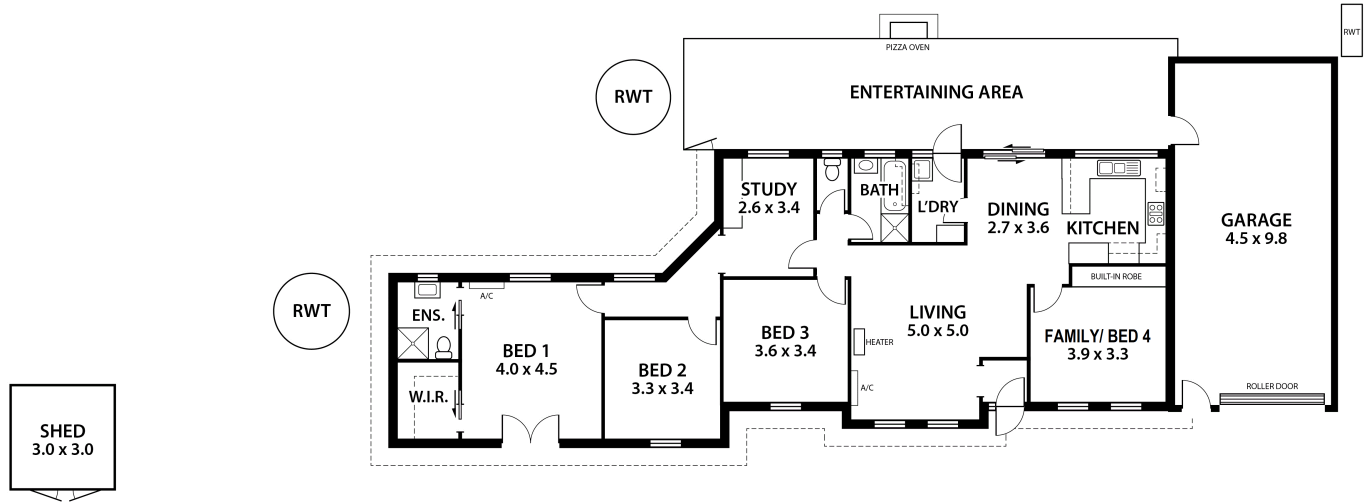 RWT
PIZZA OVEN
ENTERTAINING AREA
RWT
STUDY
2.6 x 3.4
BATH
L'DRY
DINING
2.7 x 3.6
KITCHEN
GARAGE
4.5 x 9.8
BUILT-IN ROBE
RWT
A/C
ENS.
BED 1
4.0 x 4.5
W.I.R.
BED 2
3.3 x 3.4
BED 3
3.6 x 3.4
LIVING
5.0 x 5.0
HEATER
A/C
FAMILY/ BED 4
3.9 x 3.3
ROLLER DOOR
SHED
3.0 x 3.0